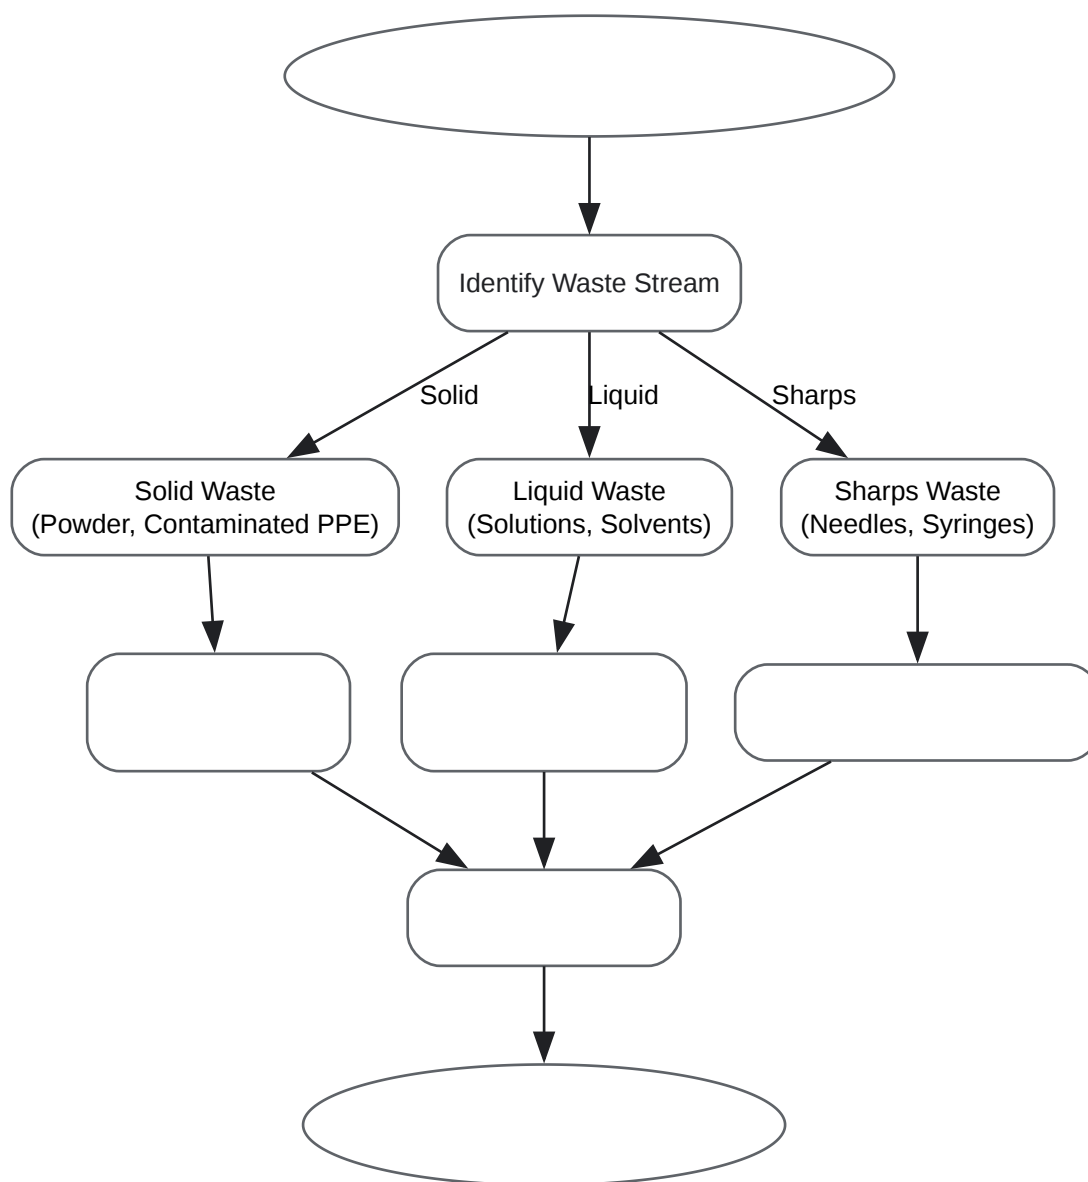 Identify Waste Stream
Solid
Liquid
Sharps
Solid Waste
(Powder, Contaminated PPE)
Liquid Waste
(Solutions, Solvents)
Sharps Waste
(Needles, Syringes)